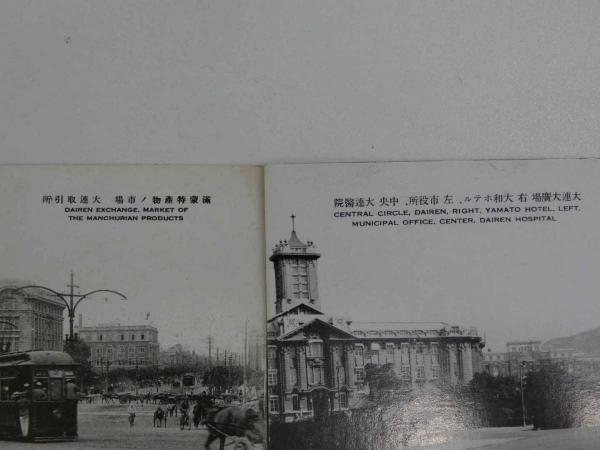 滿蒙特產物ノ市場 大連取引所
DAIREN EXCHANGE, MARKET OF
THE MANCHURIAN PRODUCTS
大連大廣場 右 大和ホテル、左 市役所、中央 大連醫院
CENTRAL CIRCLE, DAIREN, RIGHT, YAMATO HOTEL, LEFT,
MUNICIPAL OFFICE, CENTER, DAIREN HOSPITAL